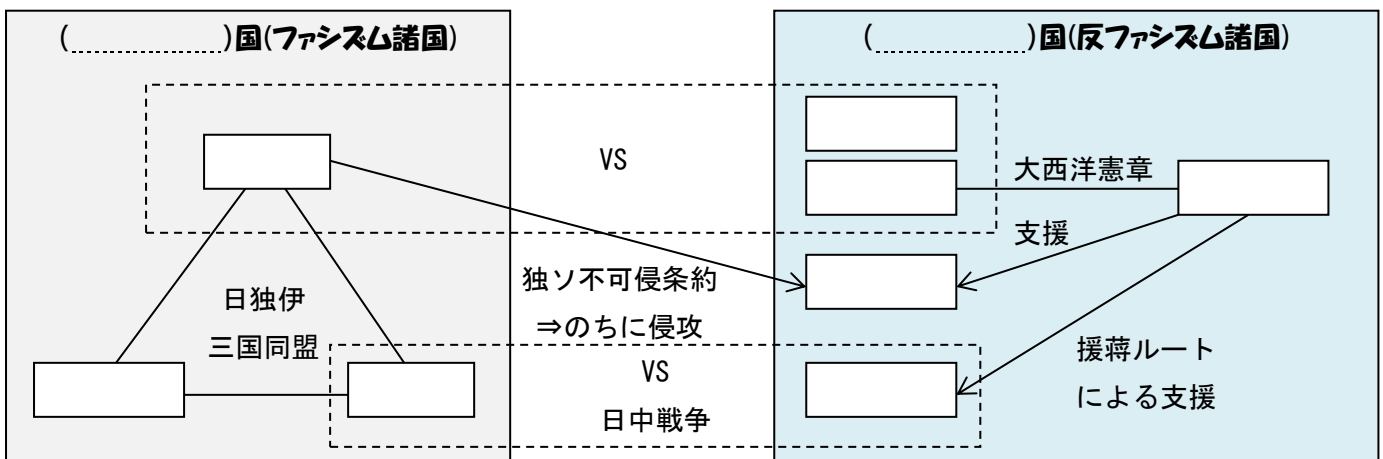 (　　　　　)国(ファシズム諸国)
(　　　　　)国(反ファシズム諸国)
VS
大西洋憲章
支援
独ソ不可侵条約
⇒のちに侵攻
日独伊
三国同盟
VS
日中戦争
援蒋ルート
による支援